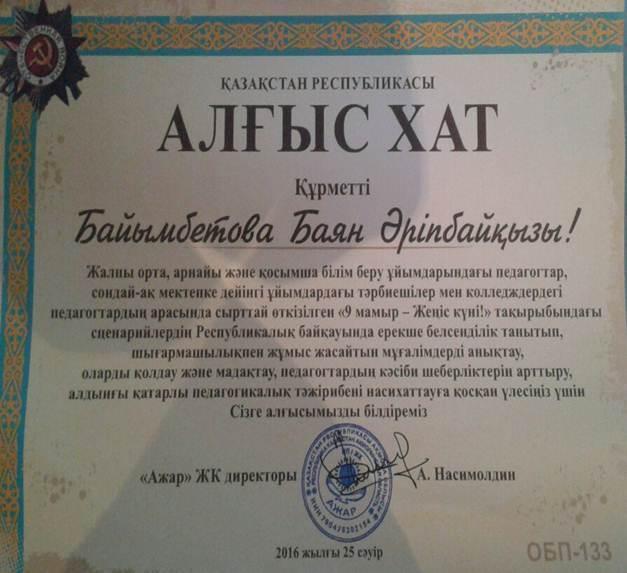 ҚАЗАҚСТАН РЕСПУБЛИКАСЫ
АЛҒЫС ХАТ
Құрметті
Байымбетова Баян Әріпбайқызы!
Жалпы орта, арнайы және қосымша білім беру ұйымдарындағы педагогтар,
сондай-ақ мектепке дейінгі ұйымдардағы тәрбиешілер мен колледждердегі
педагогтардың арасында сырттай өткізілген «9 мамыр – Жеңіс күні!» тақырыбындағы
сценарийлердің Республикалық байқауында ерекше белсенділік танытып,
шығармашылықпен жұмыс жасайтын мұғалімдерді анықтау,
оларды қолдау және мадақтау, педагогтардың кәсіби шеберліктерін арттыру,
алдыңғы қатарлы педагогикалық тәжірибені насихаттауға қосқан үлесіңіз үшін
Сізге алғысымызды білдіреміз
«Ажар» ЖК директоры А. Насимолдин
АЖАР
2016 жылғы 25 сәуір
ОБП-133